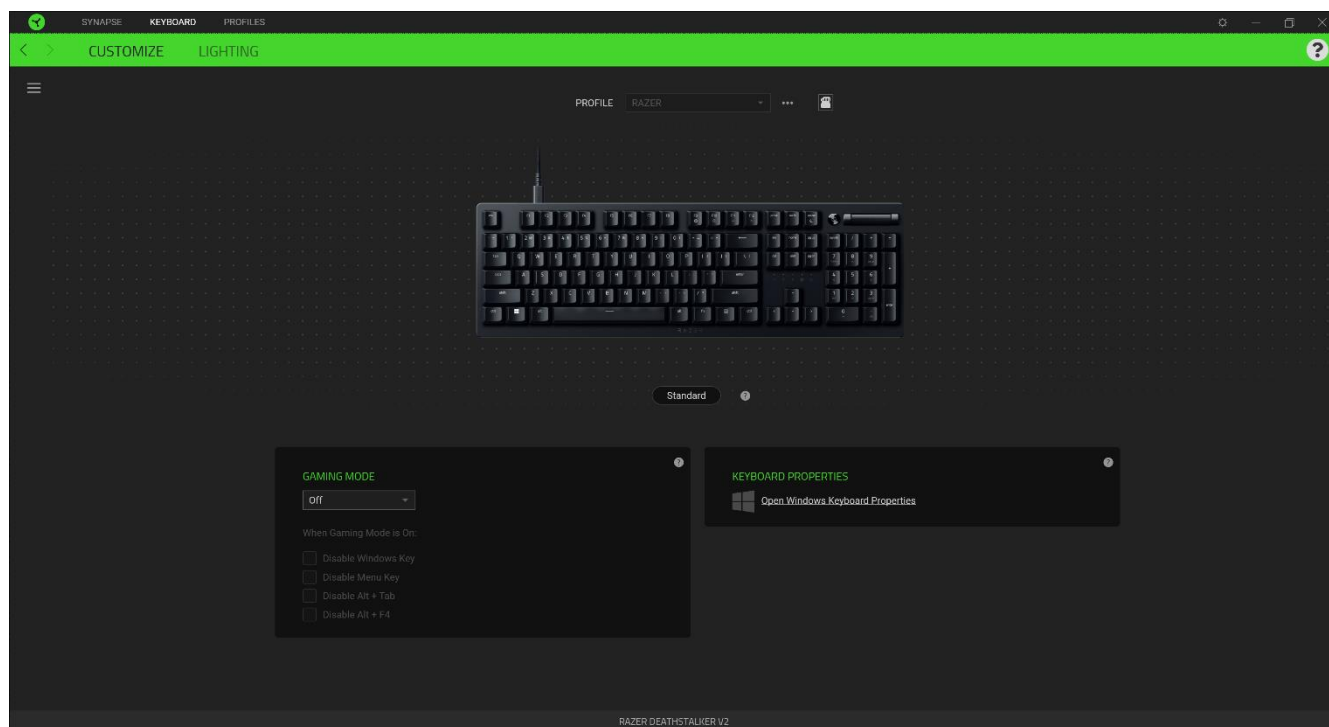 SYNAPSE KEYBOARD PROFILES
CUSTOMIZE LIGHTING
PROFILE RAZER
Standard
GAMING MODE
Off
When Gaming Mode is On:
Disable Windows Key
Disable Menu Key
Disable Alt + Tab
Disable Alt + F4
KEYBOARD PROPERTIES
Open Windows Keyboard Properties
RAZER DEATHSTALKER V2